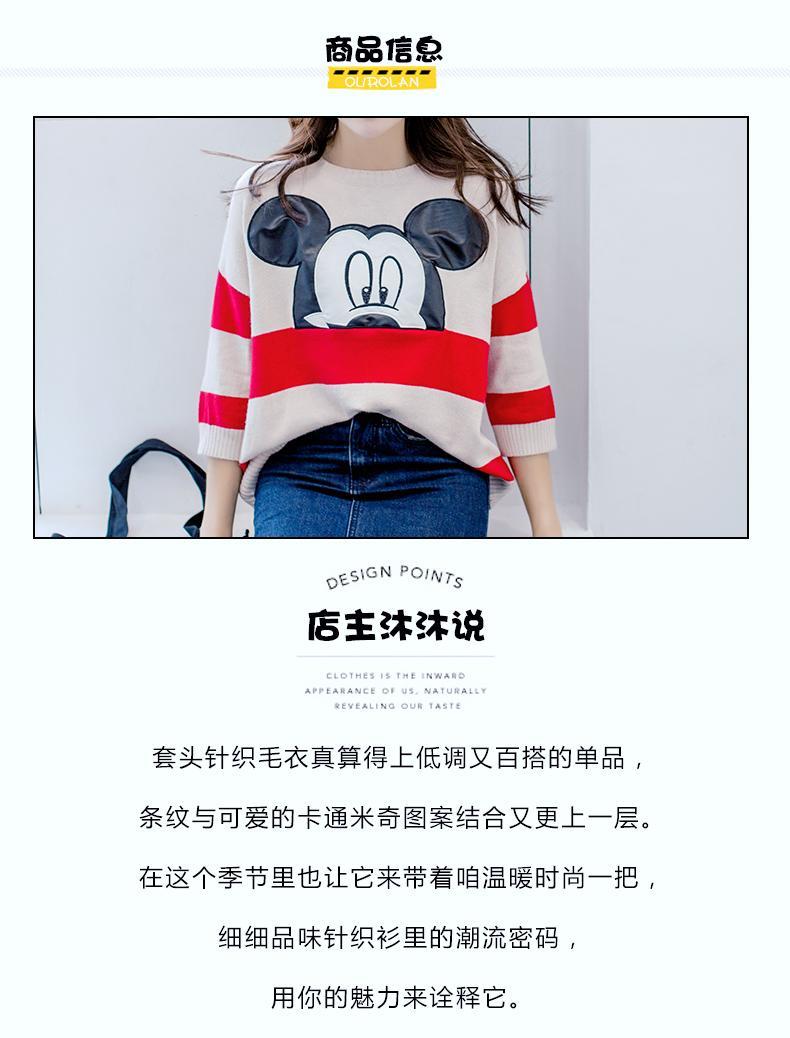 商品信息
OUROLAN
DESIGN POINTS
店主沐沐说
CLOTHES IS THE INWARD
APPEARANCE OF US, NATURALLY
REVEALING OUR TASTE
套头针织毛衣真算得上低调又百搭的单品，
条纹与可爱的卡通米奇图案结合又更上一层。
在这个季节里也让它来带着咱温暖时尚一把，
细细品味针织衫里的潮流密码，
用你的魅力来诠释它。